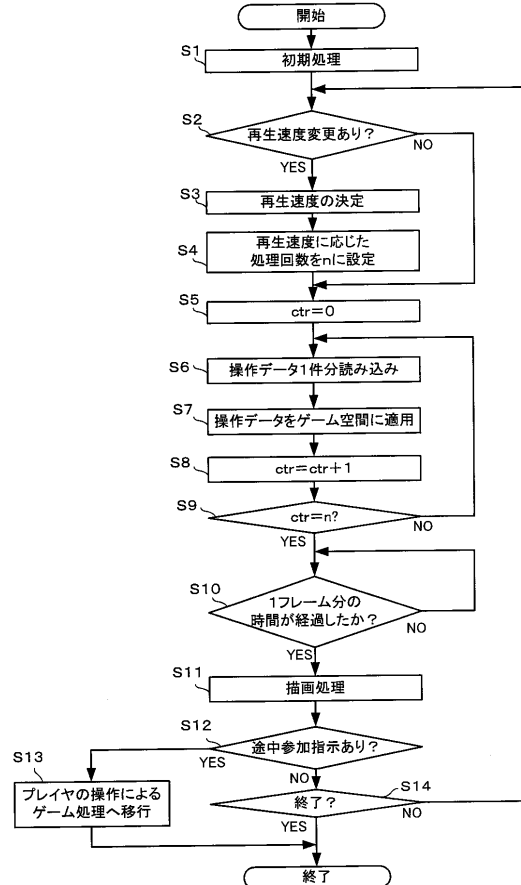 開始
S1
初期処理
S2
再生速度変更あり？
NO
YES
S3
再生速度の決定
S4
再生速度に応じた
処理回数をnに設定
S5
ctr＝0
S6
操作データ1件分読み込み
S7
操作データをゲーム空間に適用
S8
ctr＝ctr＋1
S9
ctr＝n?
NO
YES
S10
1フレーム分の
時間が経過したか？
NO
YES
S11
描画処理
S12
途中参加指示あり？
YES
NO
S13
プレイヤの操作による
ゲーム処理へ移行
S14
終了？
NO
YES
終了